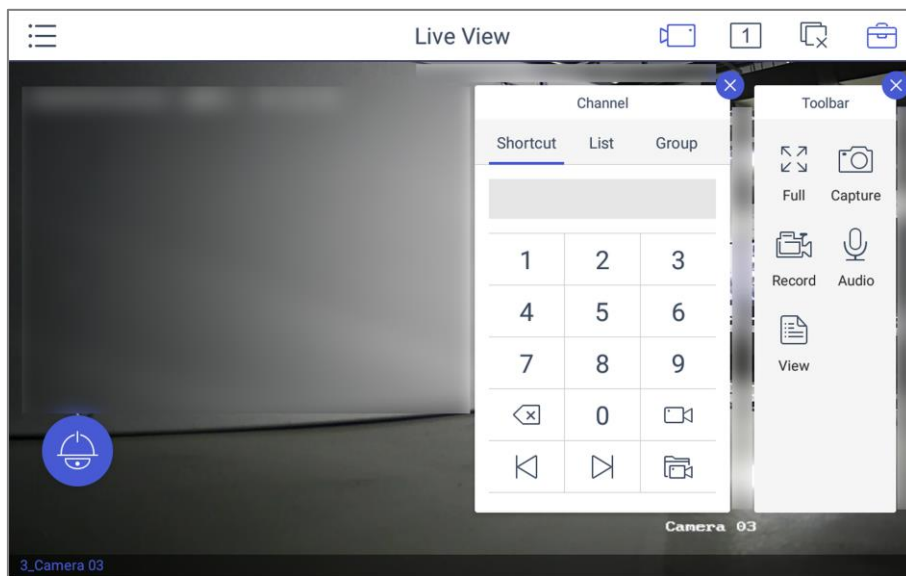 Live View
1
Channel
Toolbar
Shortcut List Group
Full Capture
1 2 3
Record Audio
4 5 6
View
7 8 9
0
Camera 03
3_Camera 03